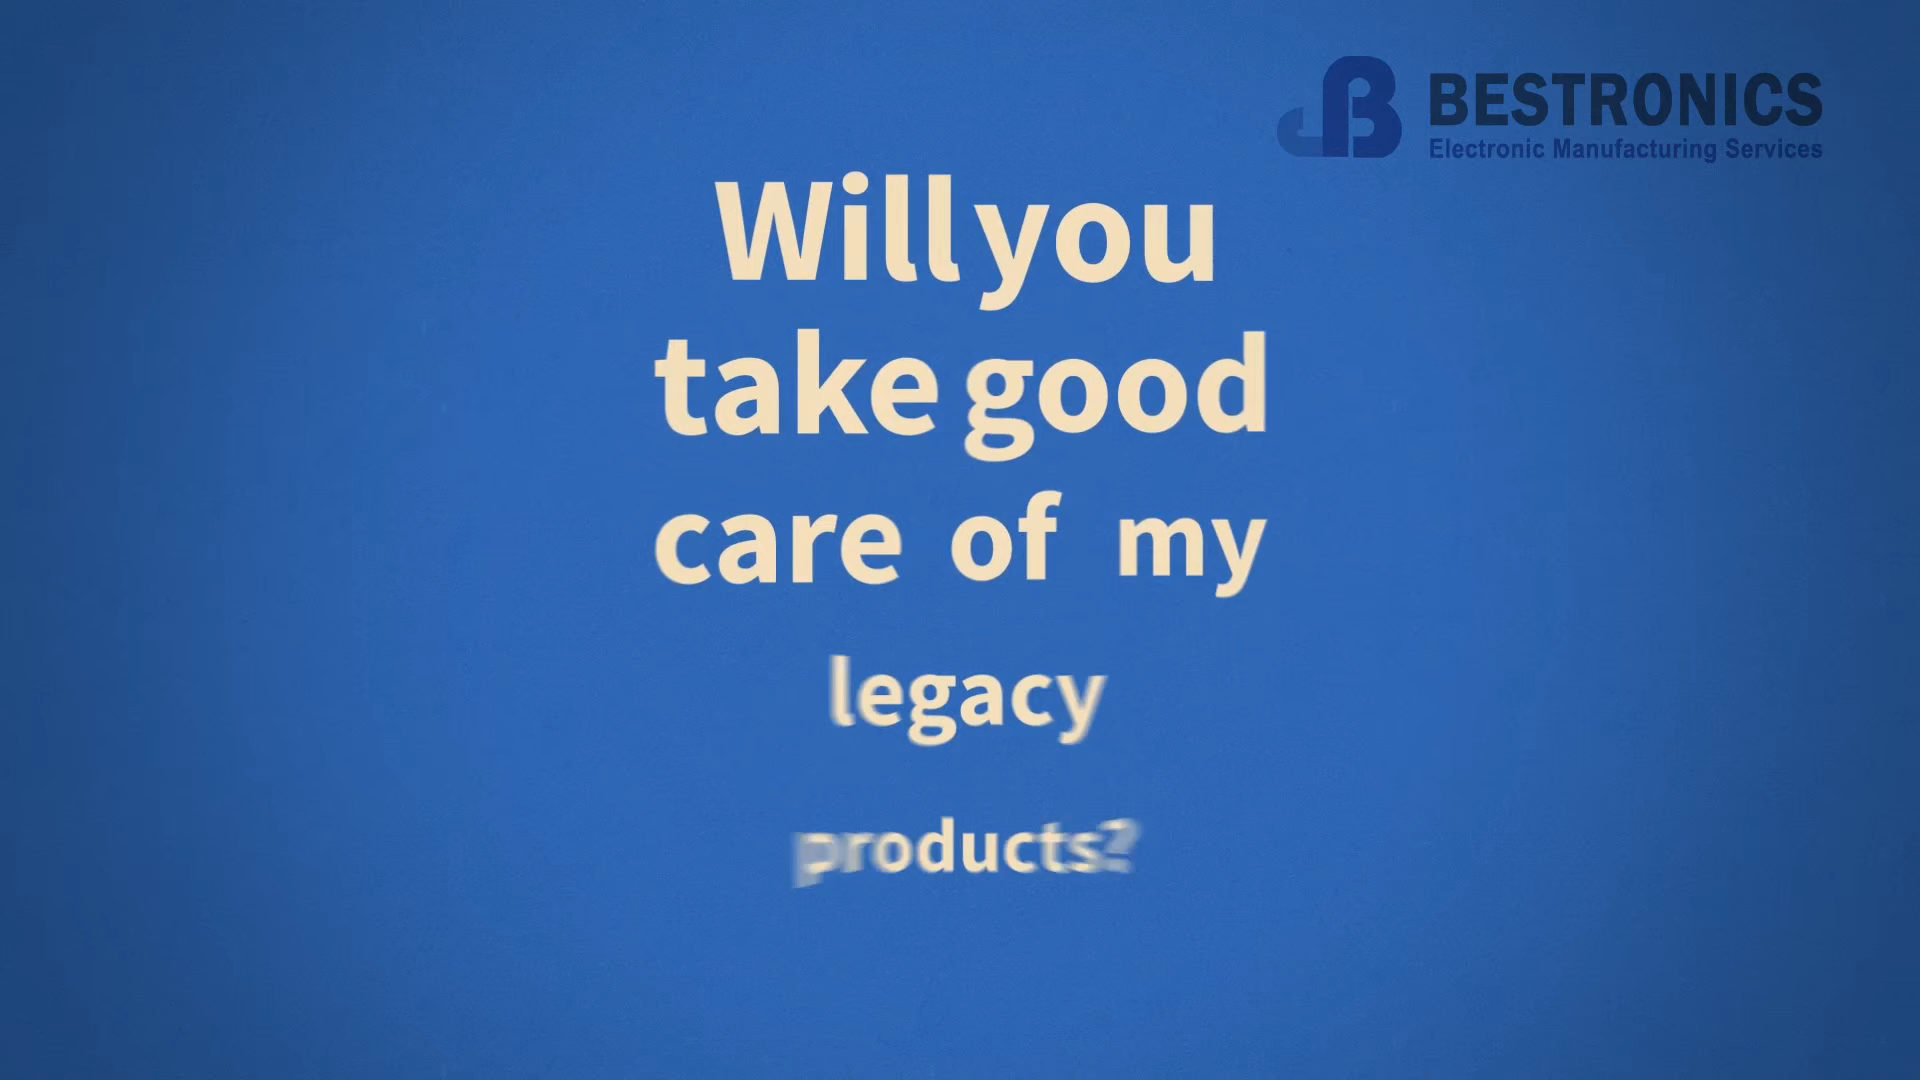 BESTRONICS
Electronic Manufacturing Services
Will you
take good
care of my
legacy
products?